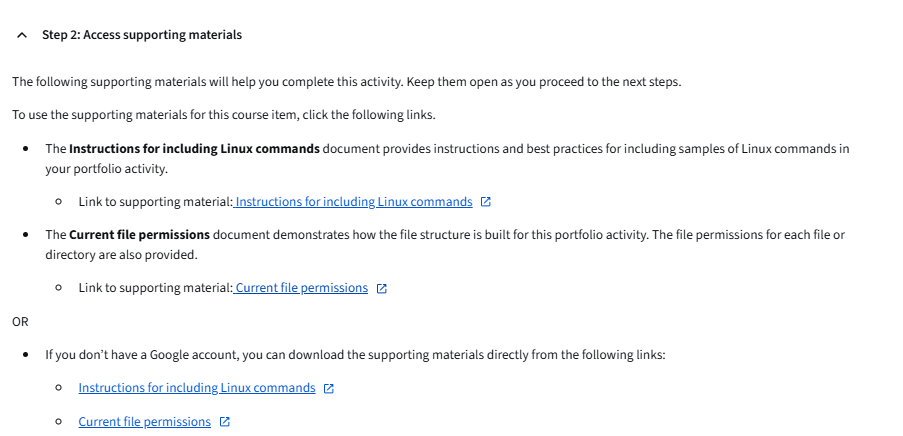 Step 2: Access supporting materials
The following supporting materials will help you complete this activity. Keep them open as you proceed to the next steps.
To use the supporting materials for this course item, click the following links.
The Instructions for including Linux commands document provides instructions and best practices for including samples of Linux commands in
your portfolio activity.
Link to supporting material: Instructions for including Linux commands
The Current file permissions document demonstrates how the file structure is built for this portfolio activity. The file permissions for each file or
directory are also provided.
Link to supporting material: Current file permissions
OR
If you don’t have a Google account, you can download the supporting materials directly from the following links:
Instructions for including Linux commands
Current file permissions